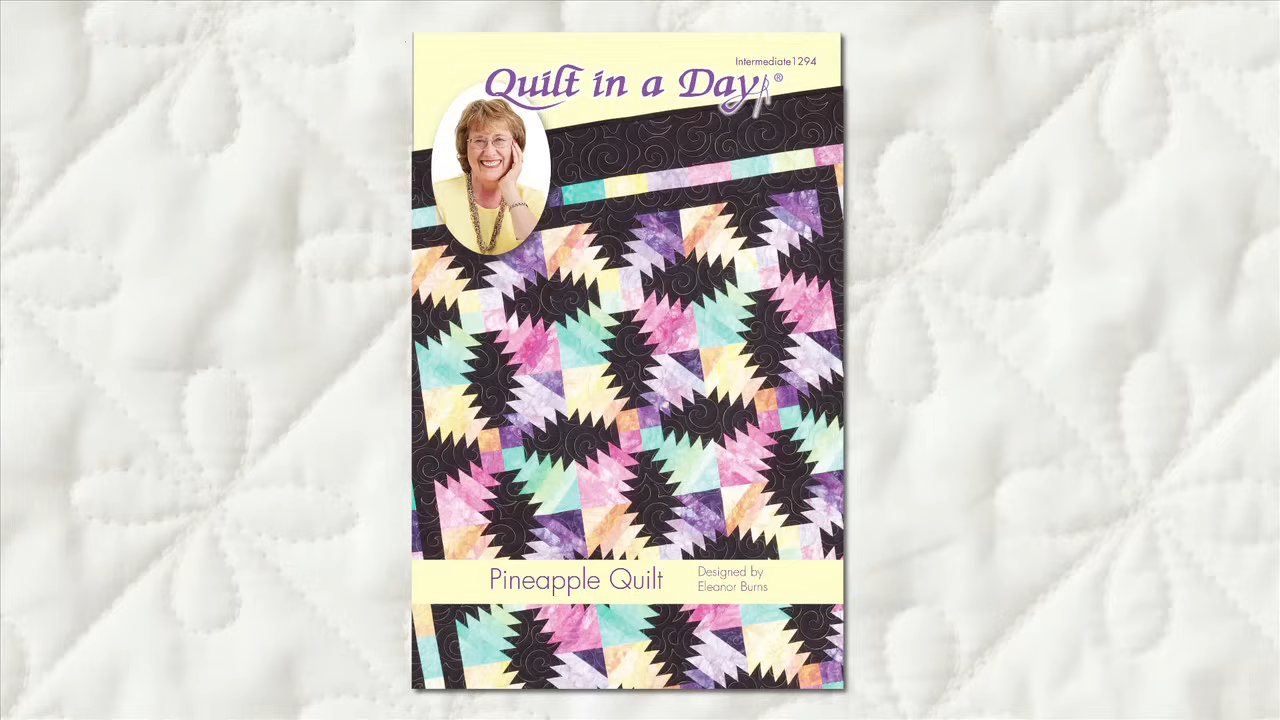 Intermediate1294
Quilt in a Day®
Pineapple Quilt
Designed by
Eleanor Burns